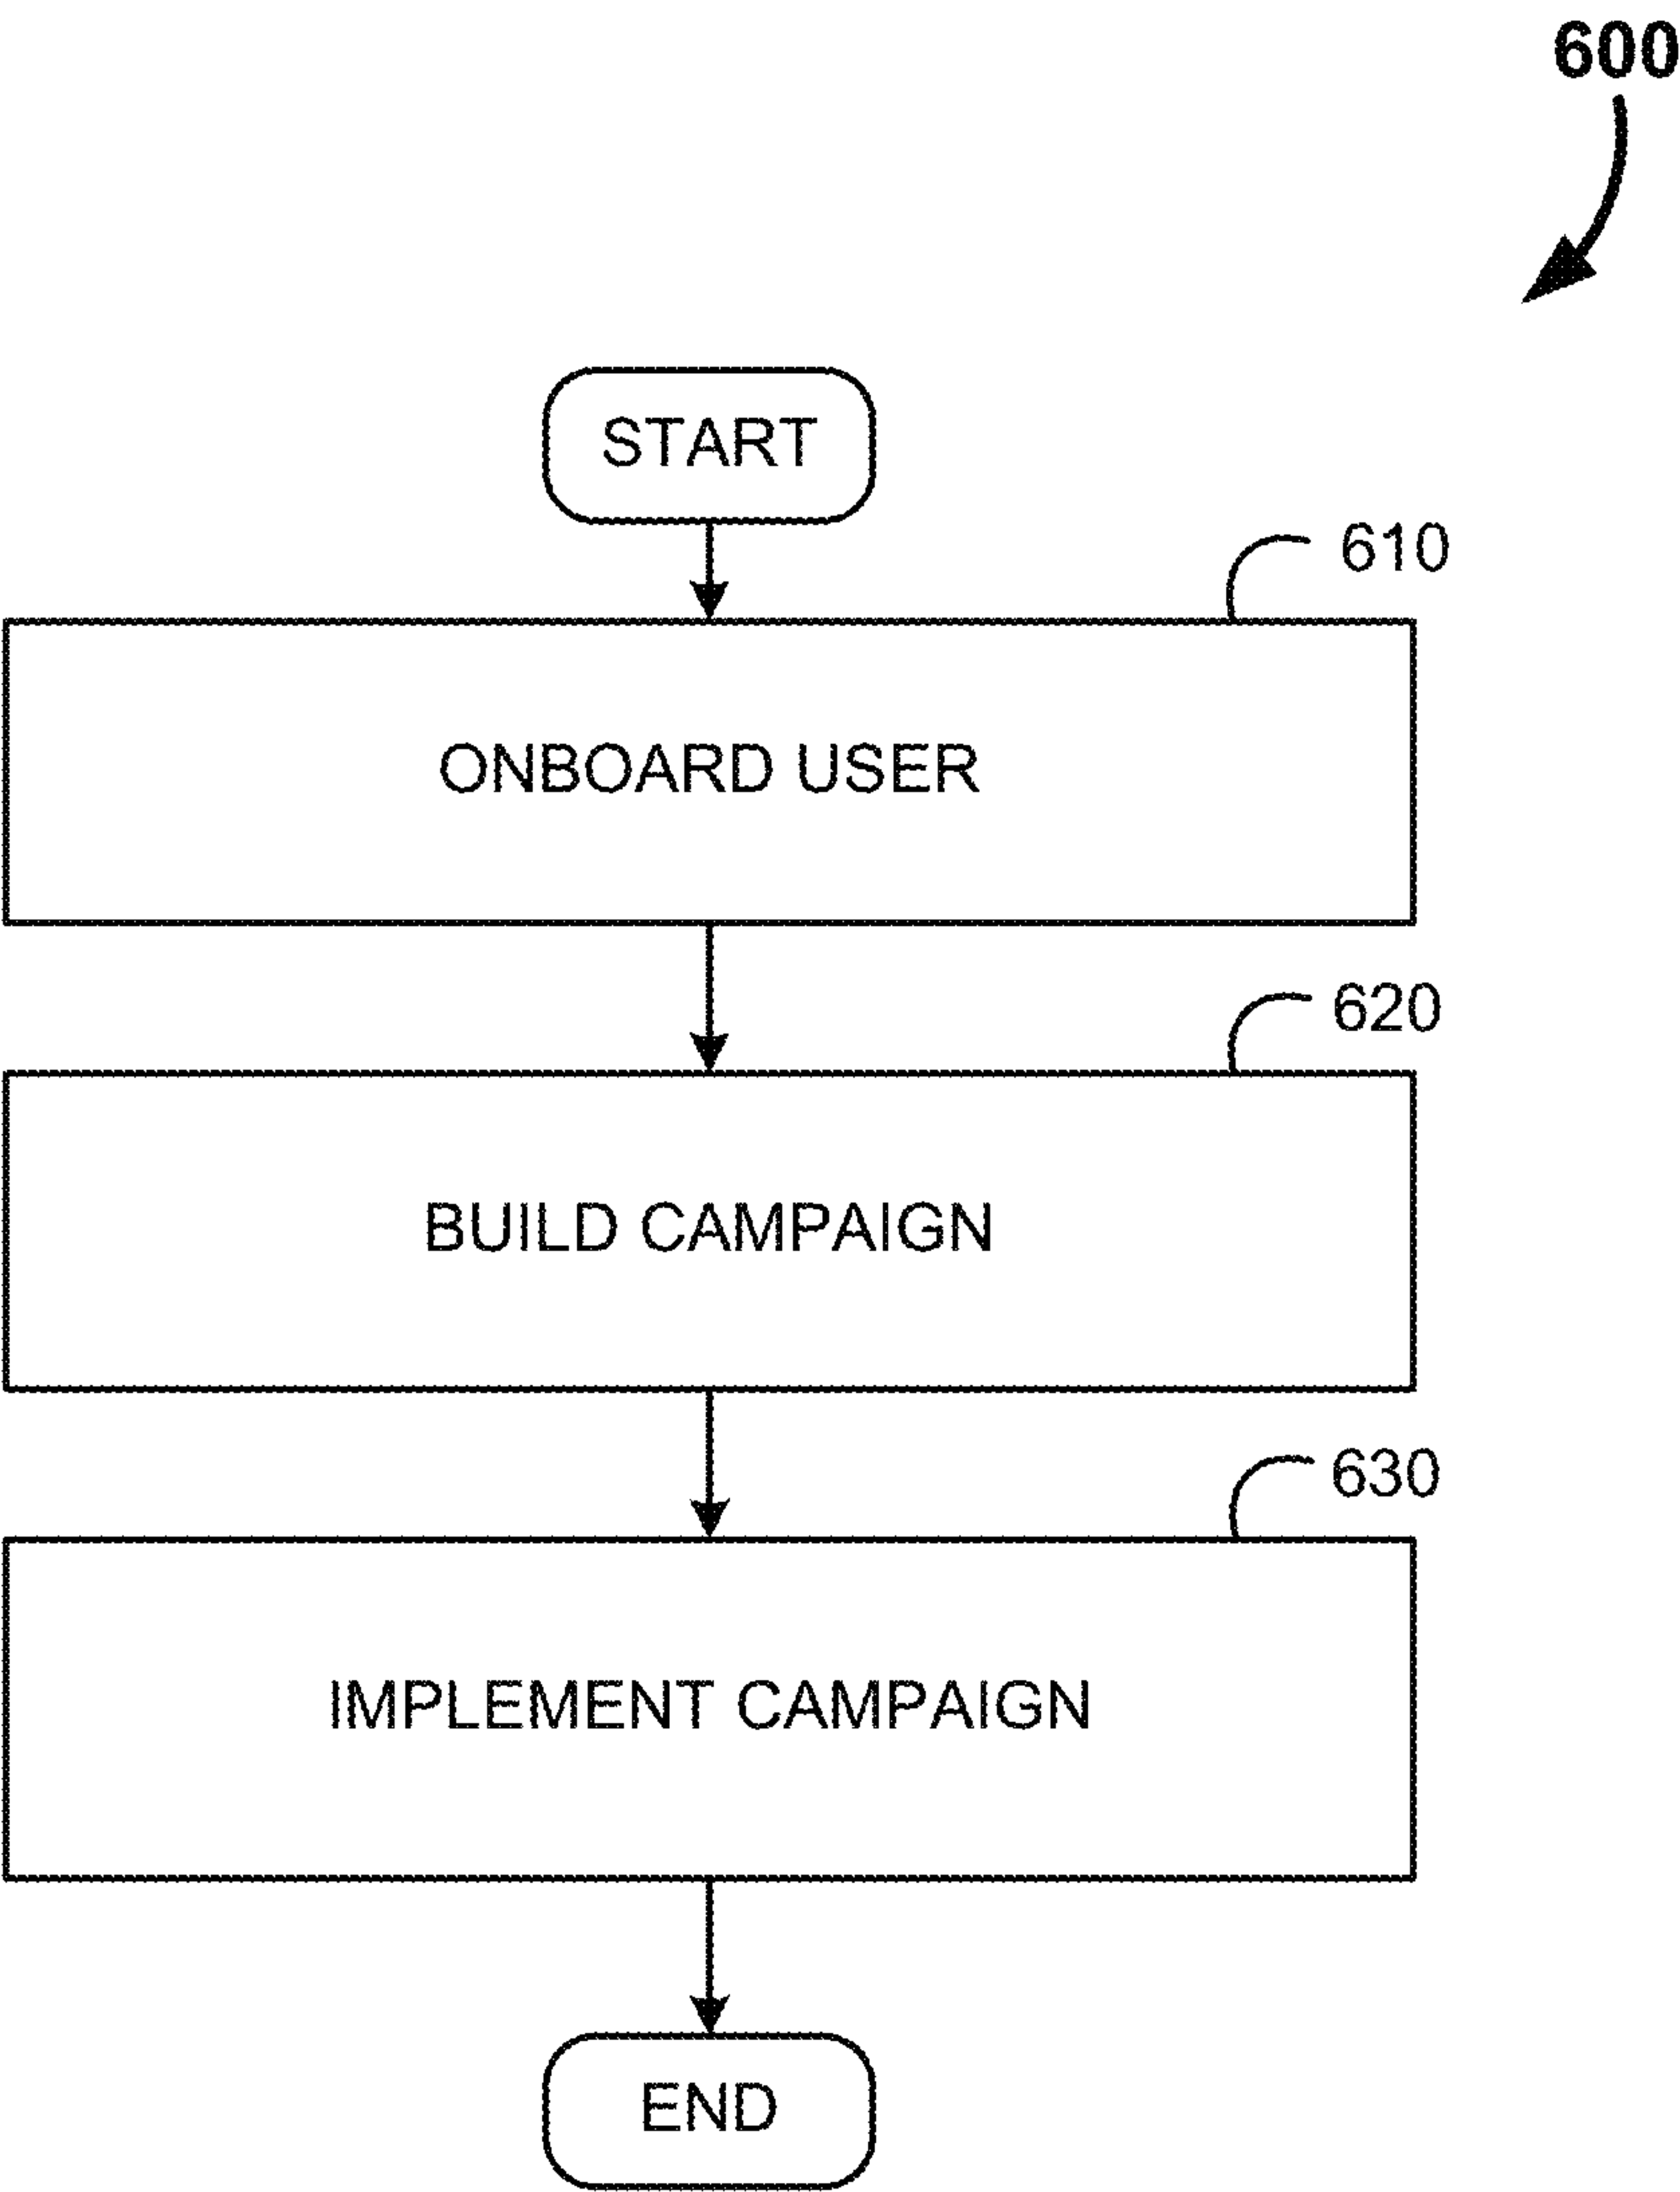 600
START
610
ONBOARD USER
620
BUILD CAMPAIGN
630
IMPLEMENT CAMPAIGN
END